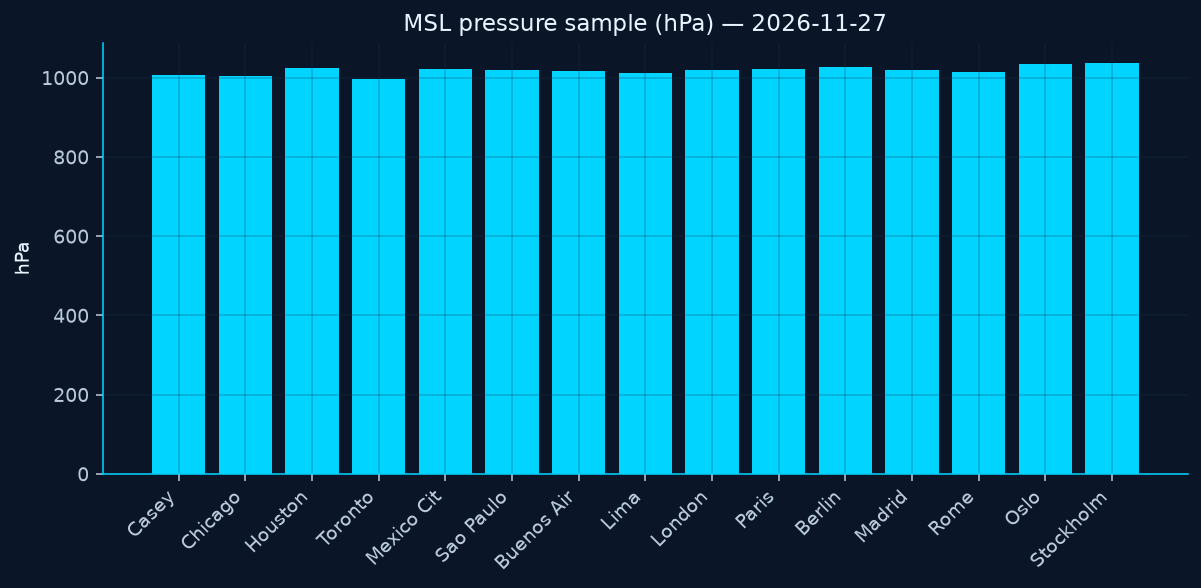 MSL pressure sample (hPa) — 2026-11-27
hPa
1000
800
600
400
200
0
Casey
Chicago
Houston
Toronto
Mexico Cit
Sao Paulo
Buenos Air
Lima
London
Paris
Berlin
Madrid
Rome
Oslo
Stockholm